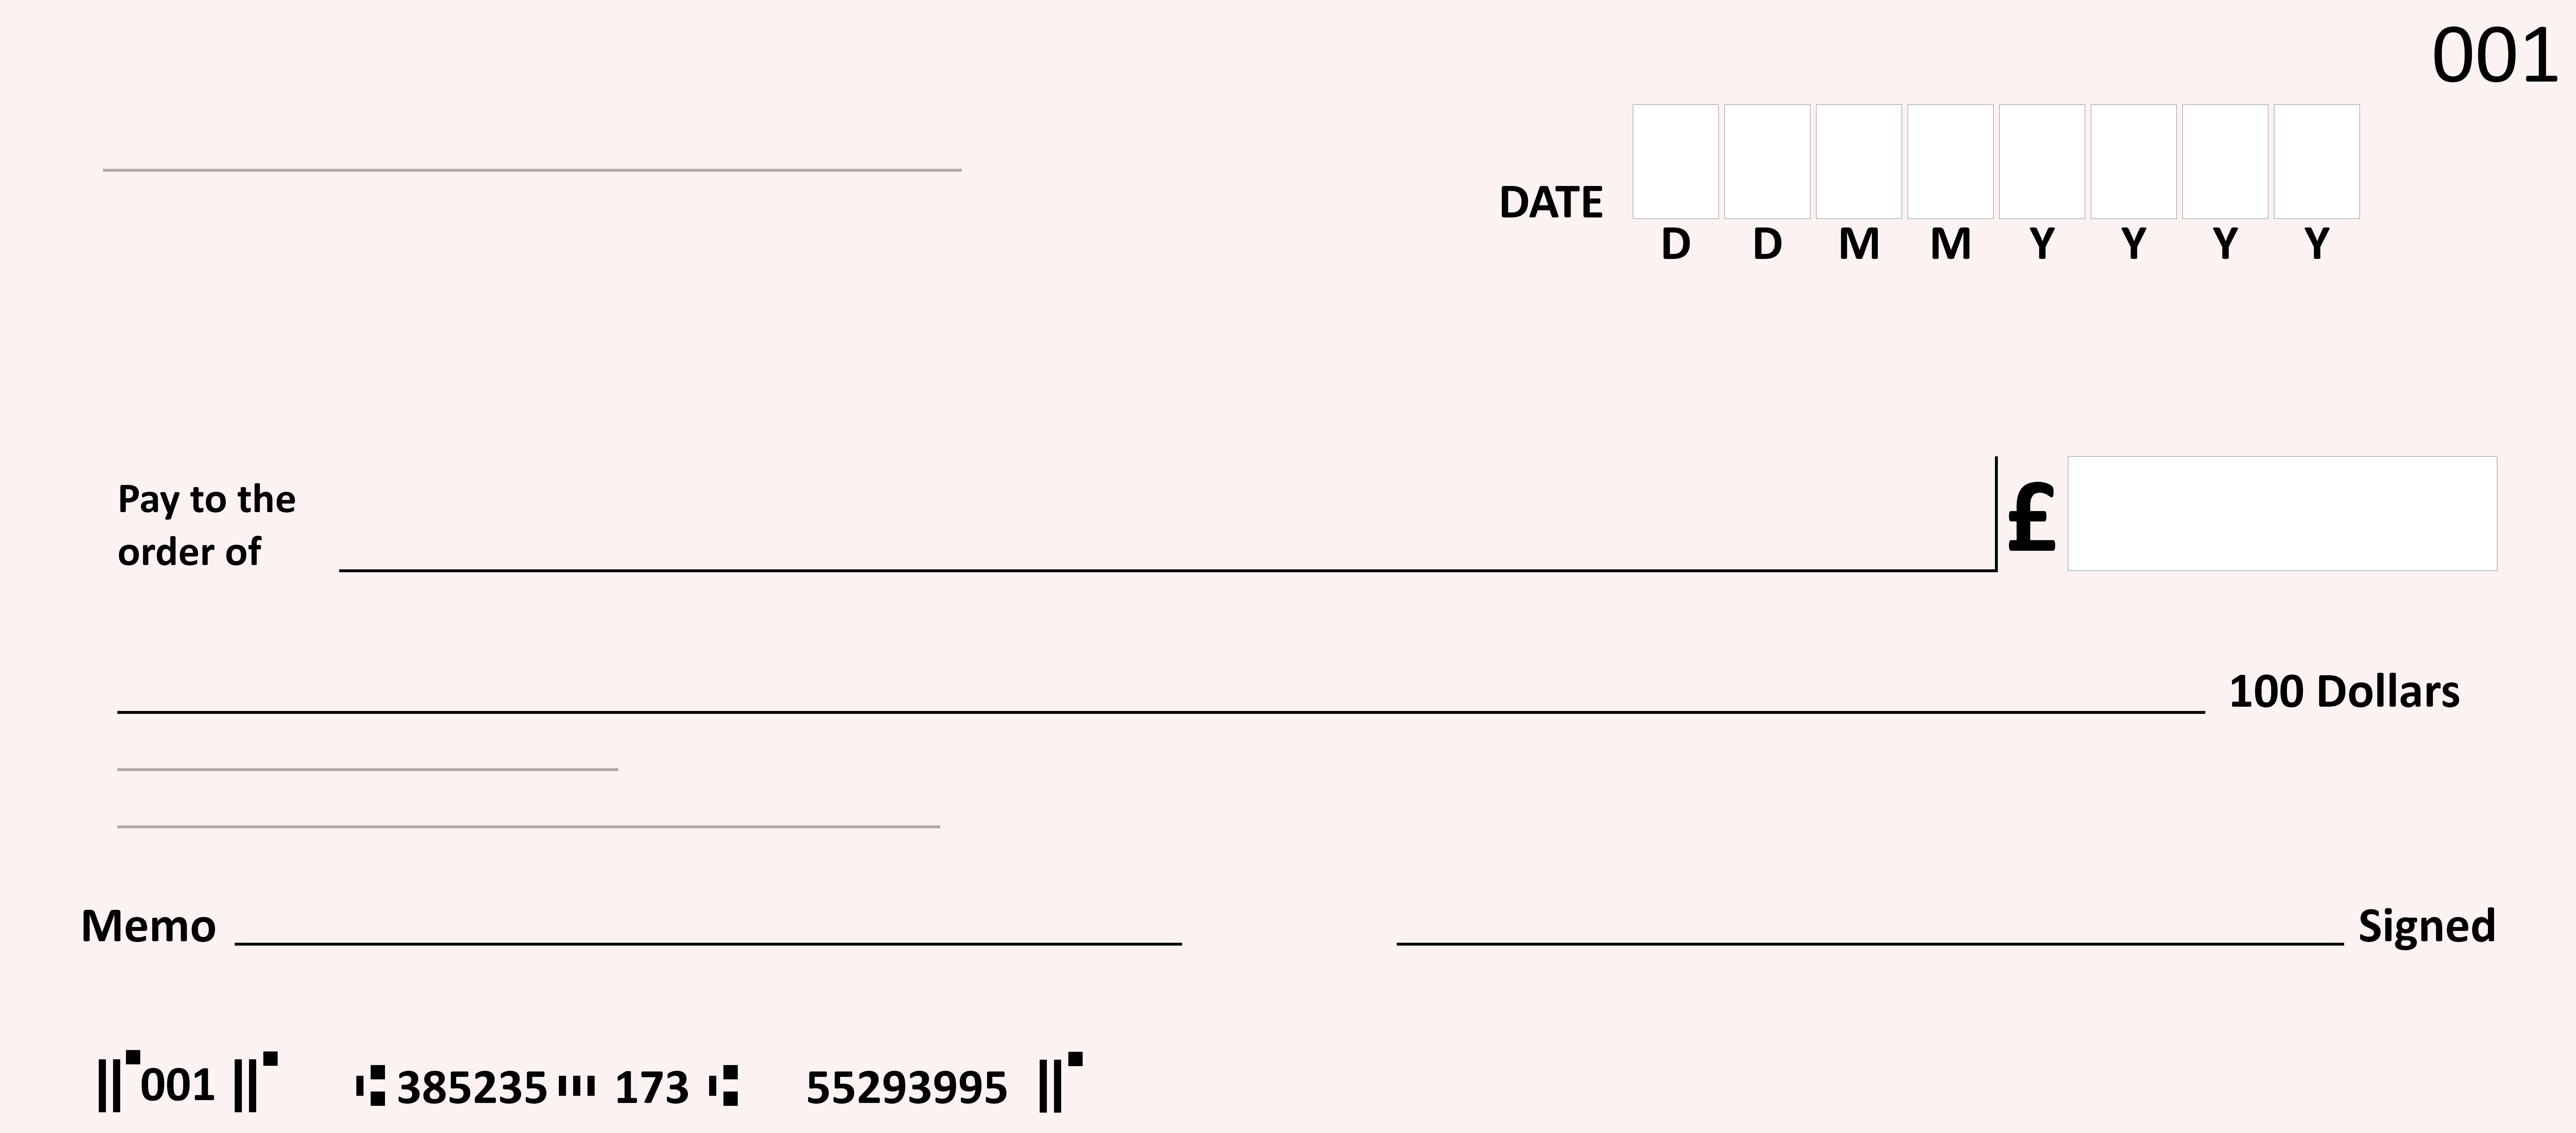 001
DATE
D D M M Y Y Y Y
Pay to the
order of
£
100 Dollars
Memo
Signed
⑈001⑈ ⑆385235⑉173⑆ 55293995⑈